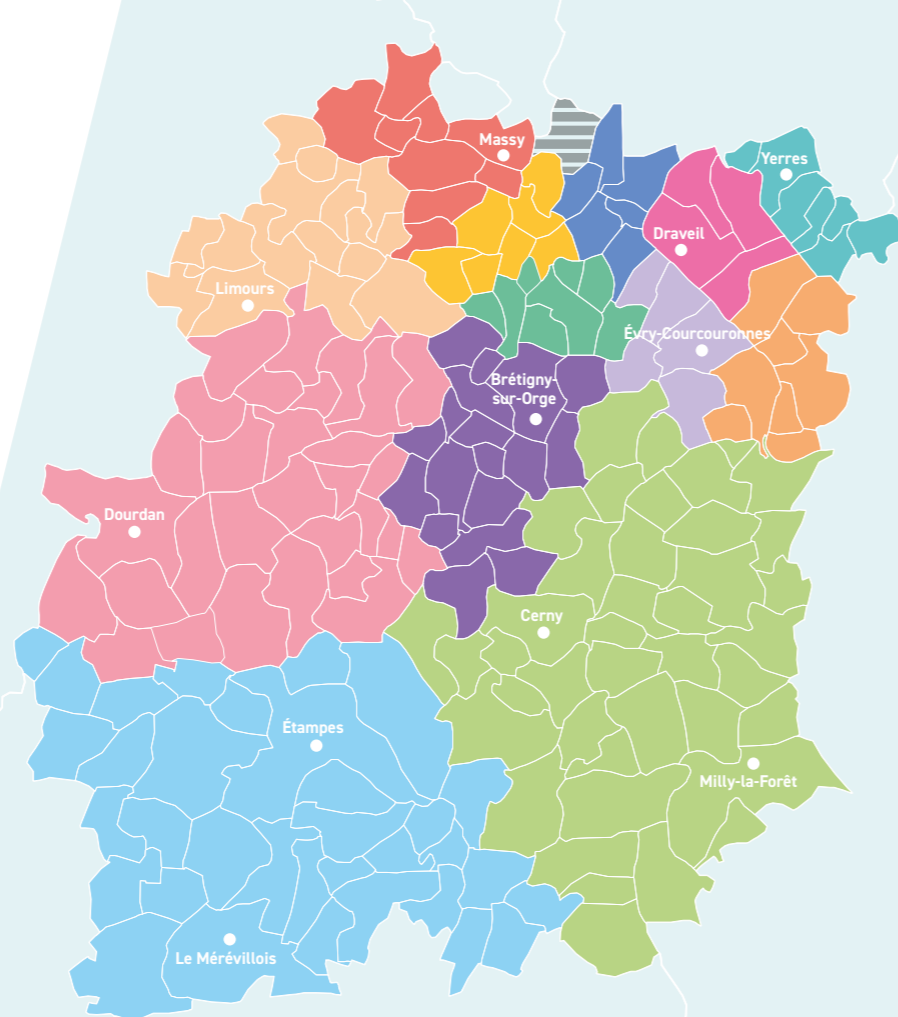 Massy
Yerres
Draveil
Limours
Évry-Courcouronnes
Brétigny-
sur-Orge
Dourdan
Cerny
Étampes
Milly-la-Forêt
Le Mérévillois